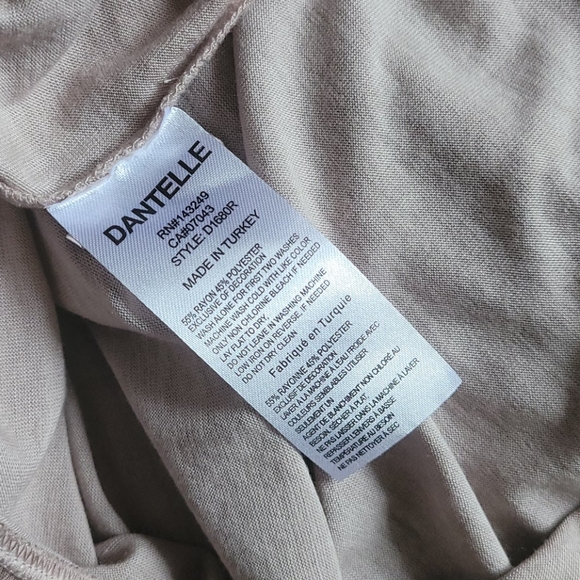 DANTELLE
RN#143249
CA#07043
STYLE: D1680R
MADE IN TURKEY
55% RAYON 45% POLYESTER
EXCLUSIVE OF DECORATION
WASH ALONE FOR FIRST TWO WASHES
MACHINE WASH COLD WITH LIKE COLOR
ONLY NON CHLORINE BLEACH IF NEEDED
LAY FLAT TO DRY
DO NOT LEAVE IN WASHING MACHINE
LOW IRON ON REVERSE, IF NEEDED
DO NOT DRY CLEAN
Fabriqué en Turquie
55% RAYONNE 45% POLYESTER
EXCLUSIF DE DECORATION
LAVER A LA MACHINE A L'EAU FROIDE AVEC
COULEURS SEMBLABLES UTILISER
SEULEMENT UN
AGENT DE BLANCHIMENT NON CHLORE AU
BESOIN, SÉCHER À PLAT.
NE PAS LAISSER DANS LA MACHINE À LAVER
REPASSER L'ENVERS À BASSE
TEMPÉRATURE AU BESOIN
NE PAS NETTOYER À SEC